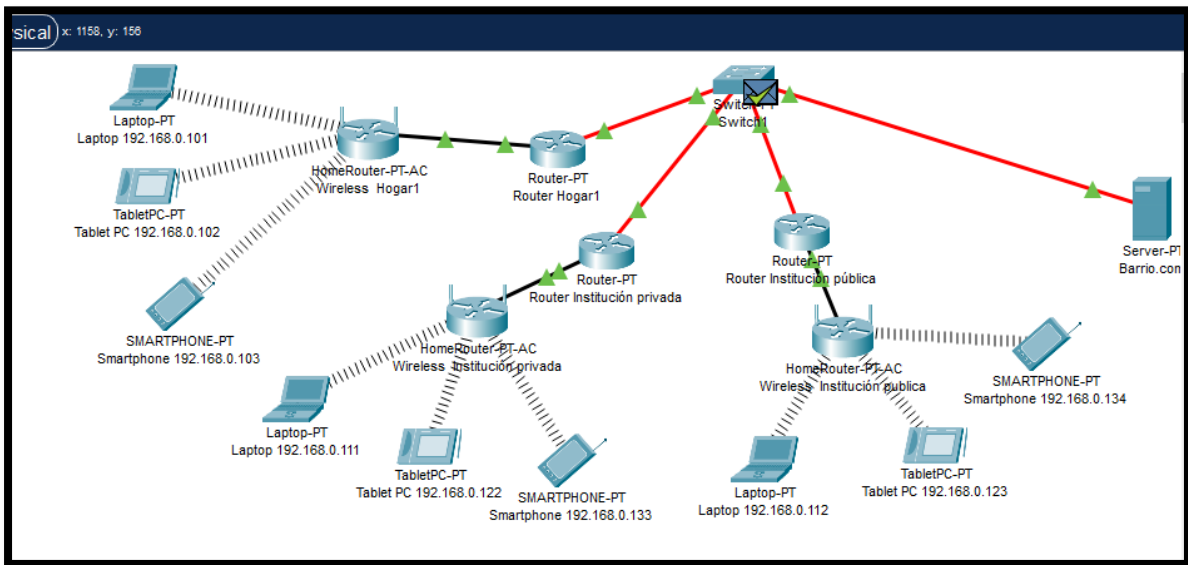 sical x: 1158, y: 156
Laptop-PT
Laptop 192.168.0.101
TabletPC-PT
Tablet PC 192.168.0.102
SMARTPHONE-PT
Smartphone 192.168.0.103
HomeRouter-PT-AC
Wireless Hogar1
Router-PT
Router Hogar1
Switch-PT
Switch1
Router-PT
Router Institución privada
Router-PT
Router Institución pública
Server-PT
Barrio.com
HomeRouter-PT-AC
Wireless Institución privada
Laptop-PT
Laptop 192.168.0.111
TabletPC-PT
Tablet PC 192.168.0.122
SMARTPHONE-PT
Smartphone 192.168.0.133
HomeRouter-PT-AC
Wireless Institución publica
SMARTPHONE-PT
Smartphone 192.168.0.134
Laptop-PT
Laptop 192.168.0.112
TabletPC-PT
Tablet PC 192.168.0.123